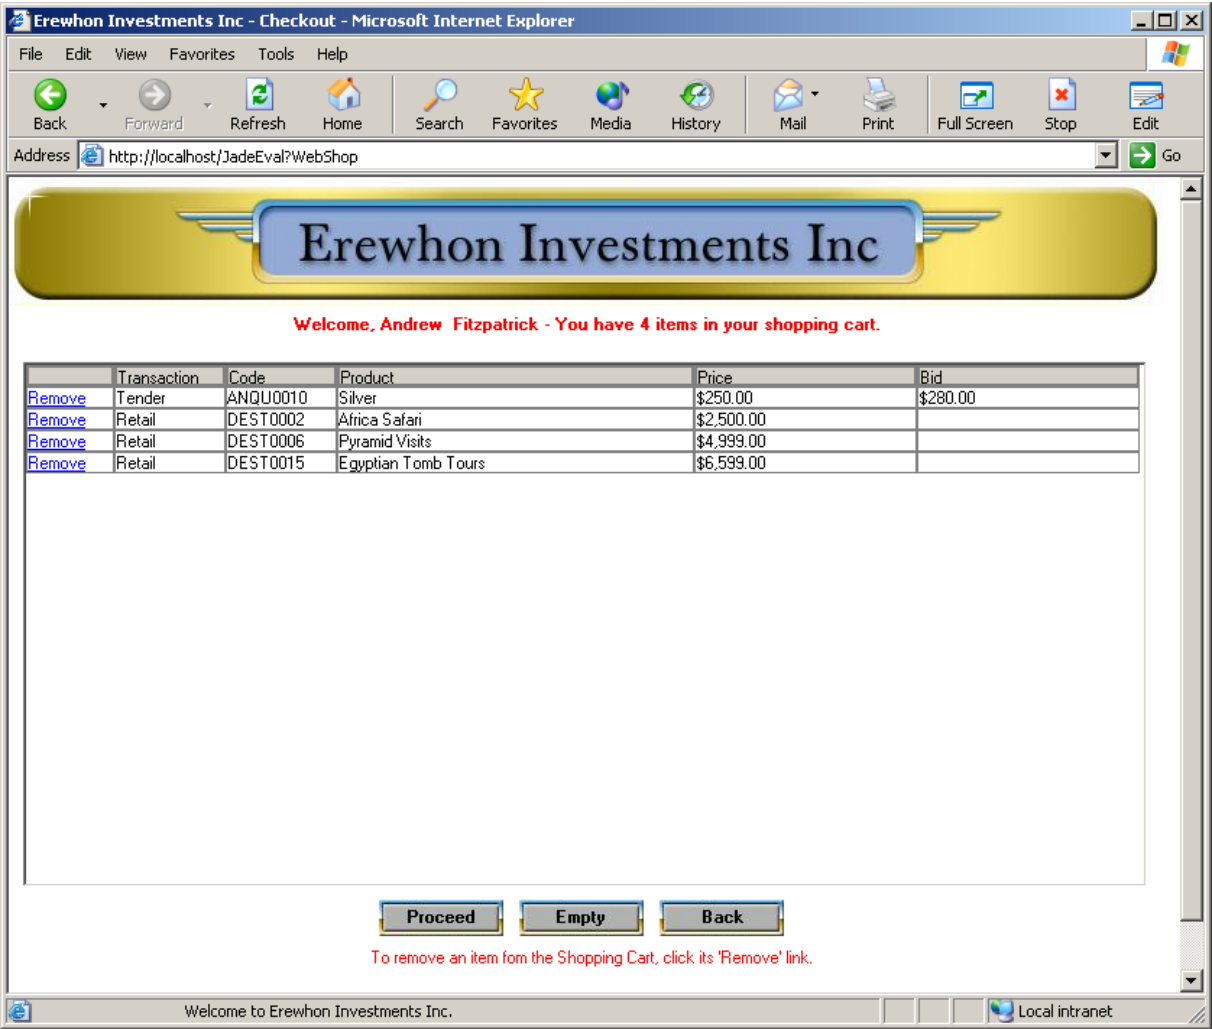 Erewhon Investments Inc - Checkout - Microsoft Internet Explorer
File Edit View Favorites Tools Help
Back Forward Refresh Home Search Favorites Media History Mail Print Full Screen Stop Edit
Address http://localhost/JadeEval?WebShop Go
Erewhon Investments Inc
Welcome, Andrew Fitzpatrick - You have 4 items in your shopping cart.
Transaction Code Product Price Bid
Remove Tender ANQU0010 Silver $250.00 $280.00
Remove Retail DEST0002 Africa Safari $2,500.00
Remove Retail DEST0006 Pyramid Visits $4,999.00
Remove Retail DEST0015 Egyptian Tomb Tours $6,599.00
Proceed Empty Back
To remove an item fom the Shopping Cart, click its 'Remove' link.
Welcome to Erewhon Investments Inc. Local intranet